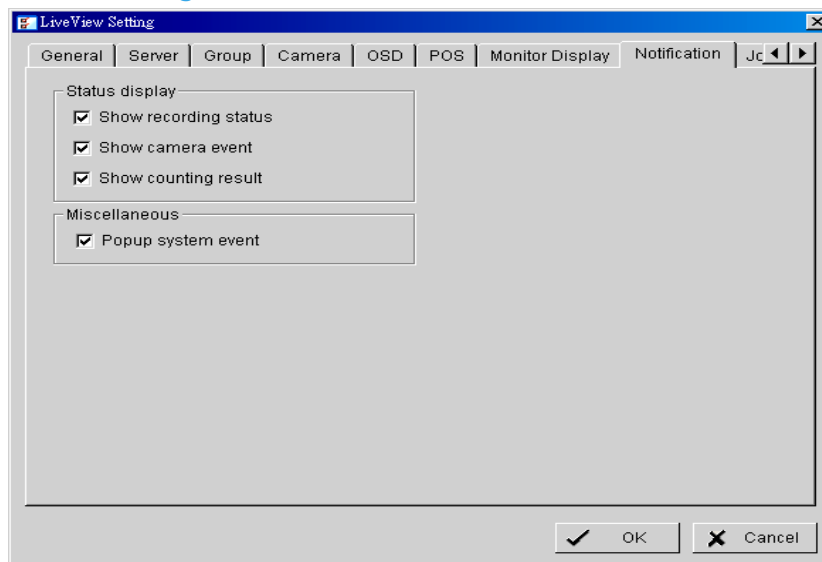 LiveView Setting
General Server Group Camera OSD POS Monitor Display Notification
Status display
Show recording status
Show camera event
Show counting result
Miscellaneous
Popup system event
OK Cancel